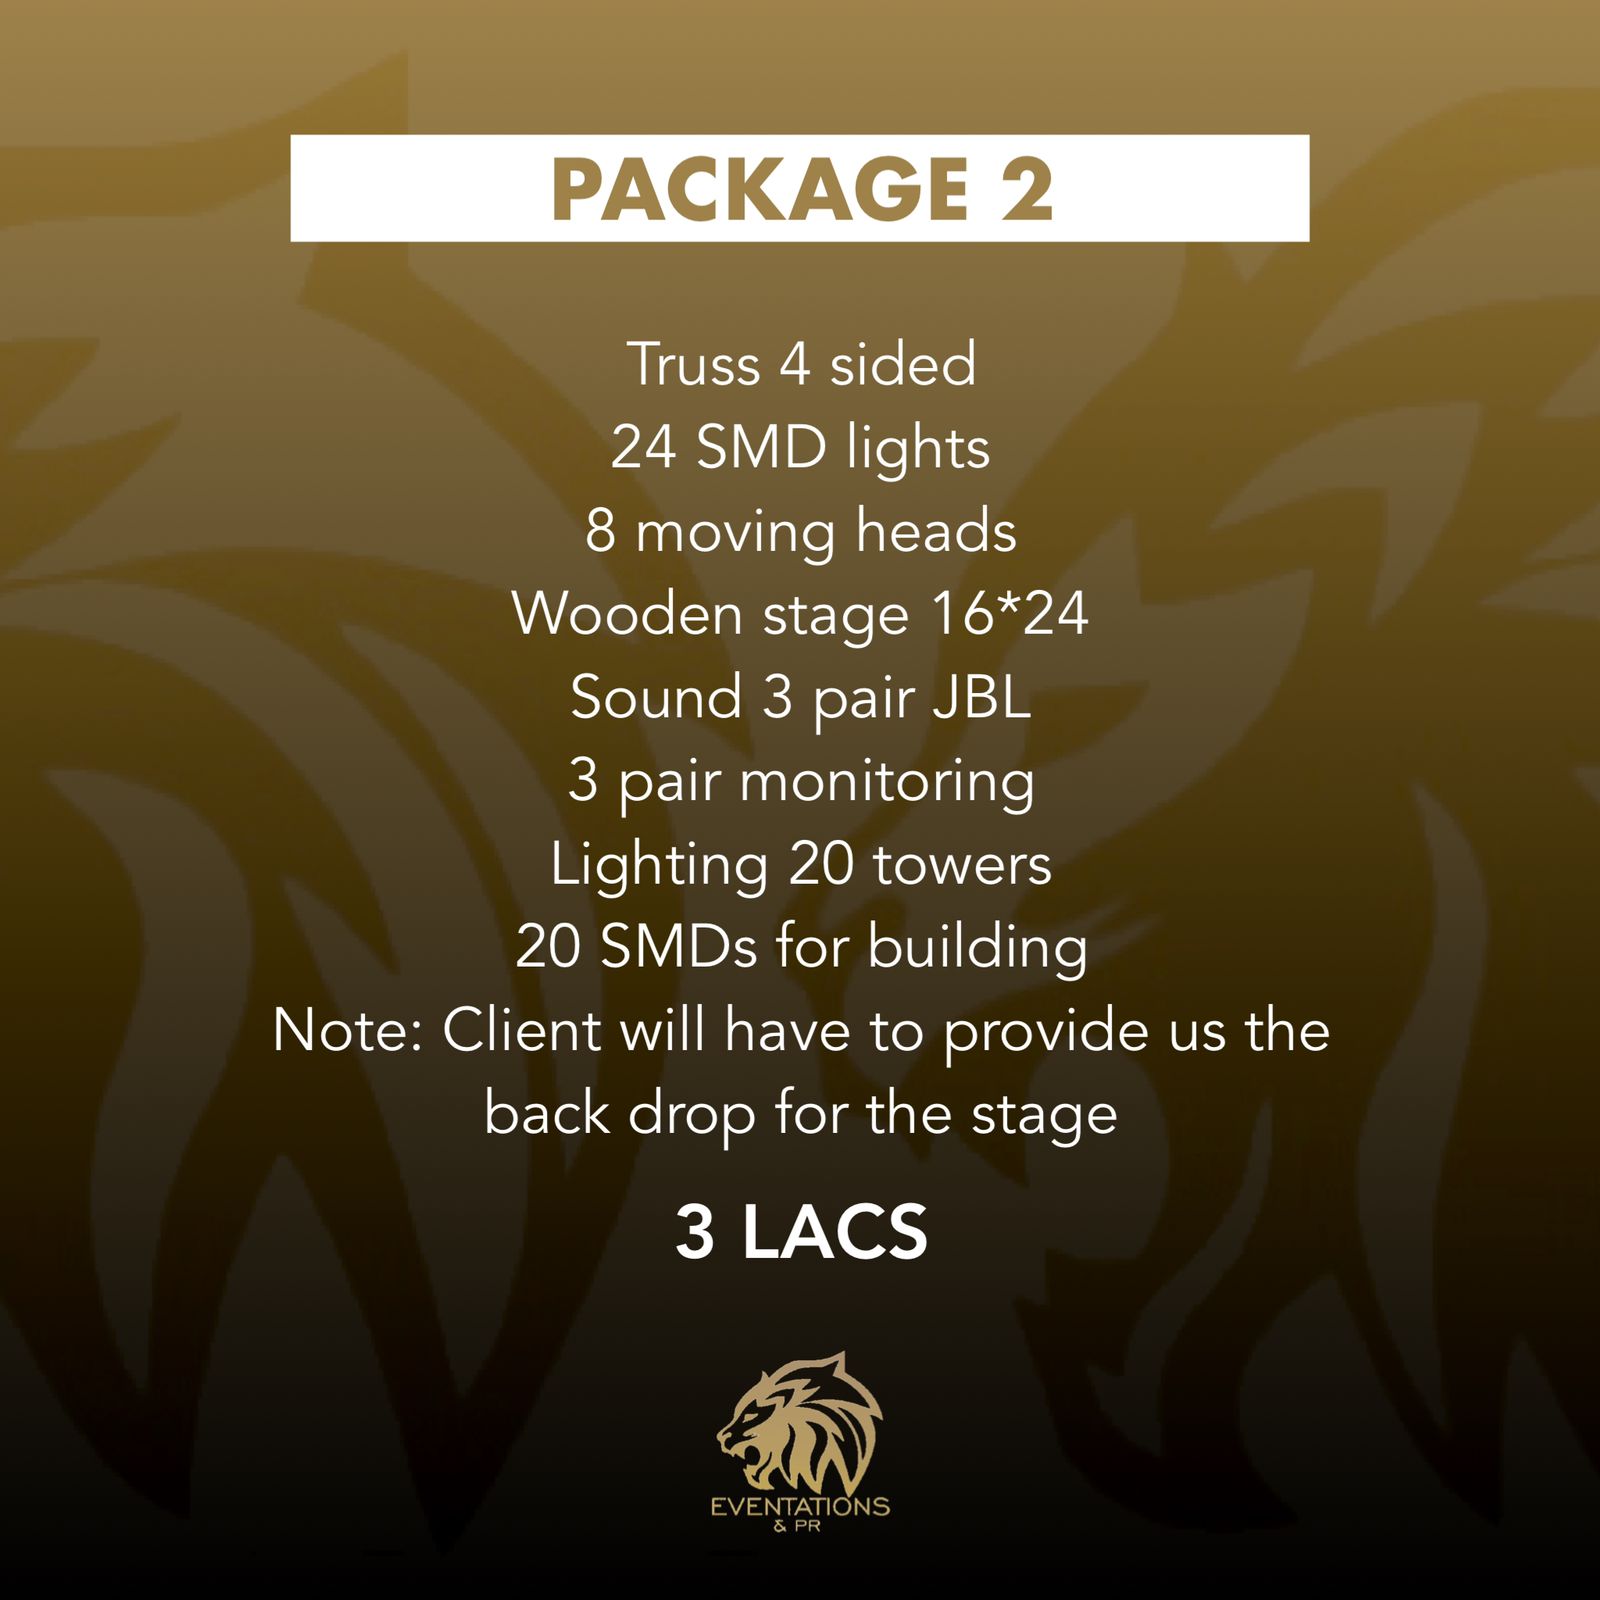 PACKAGE 2
Truss 4 sided
24 SMD lights
8 moving heads
Wooden stage 16*24
Sound 3 pair JBL
3 pair monitoring
Lighting 20 towers
20 SMDs for building
Note: Client will have to provide us the
back drop for the stage
3 LACS
EVENTATIONS
& PR